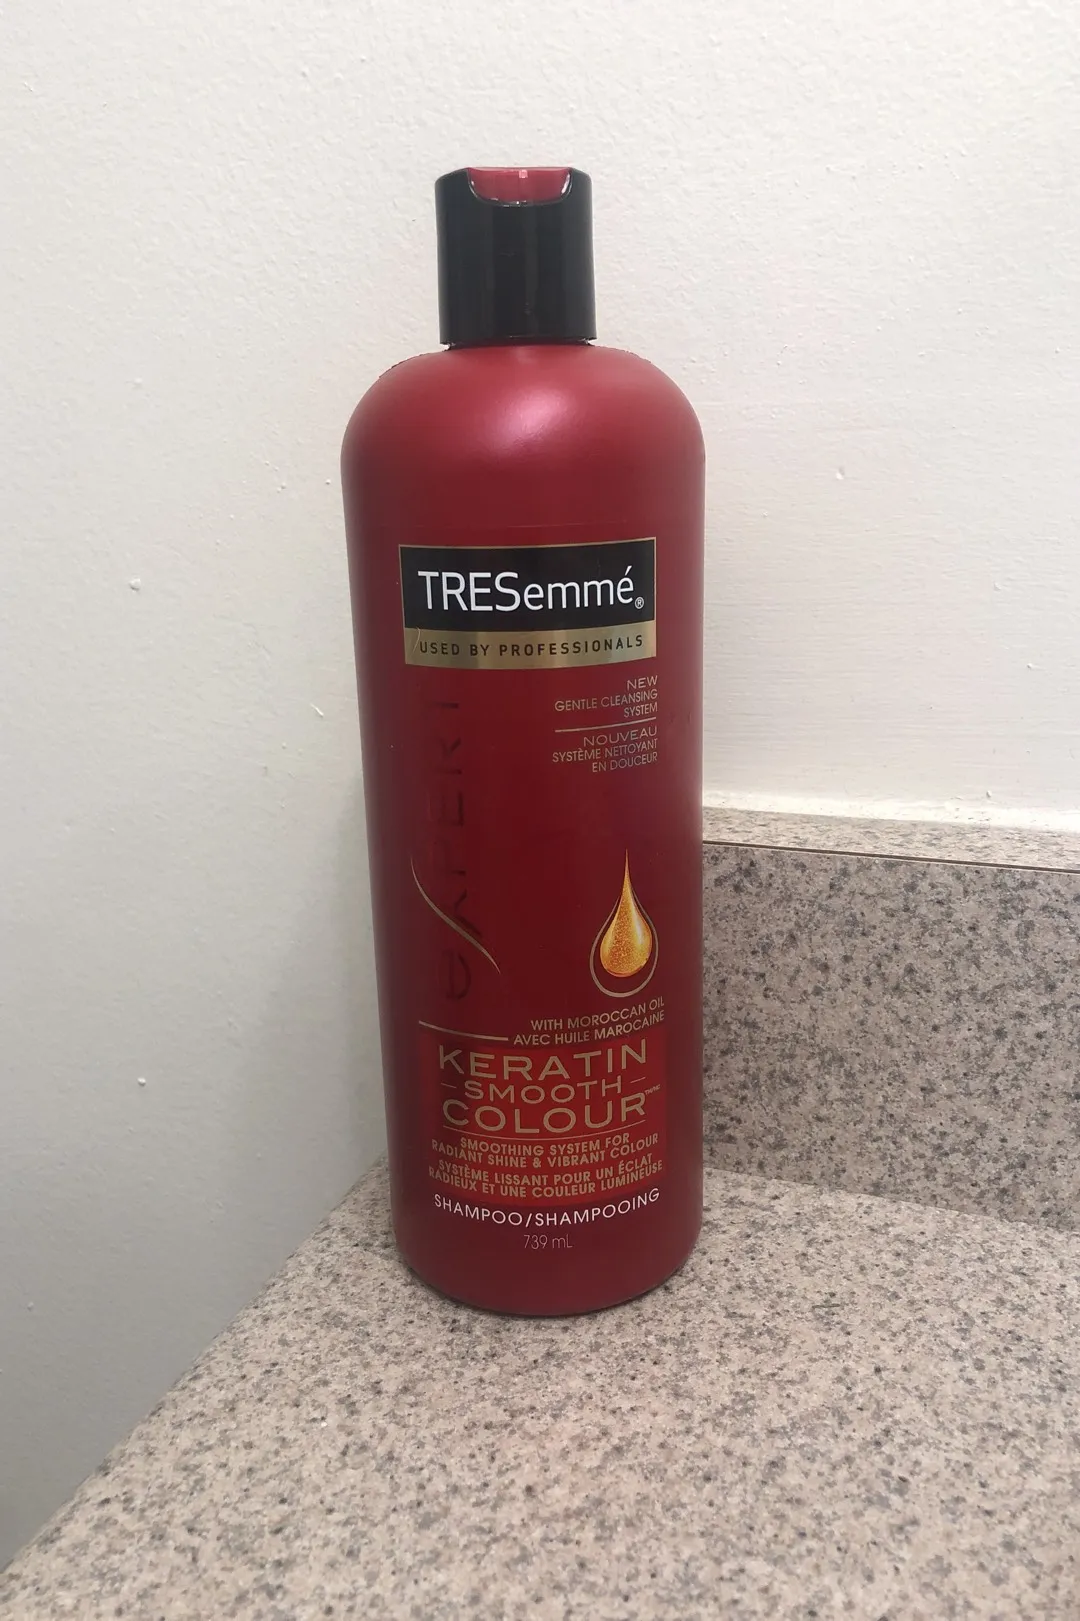 TRESemmé®
USED BY PROFESSIONALS
NEW
GENTLE CLEANSING
SYSTEM
NOUVEAU
SYSTÈME NETTOYANT
EN DOUCEUR
eXPERT
WITH MOROCCAN OIL
AVEC HUILE MAROCAINE
KERATIN
SMOOTH
COLOUR
SMOOTHING SYSTEM FOR
RADIANT SHINE & VIBRANT COLOUR
SYSTÈME LISSANT POUR UN ÉCLAT
RADIEUX ET UNE COULEUR LUMINEUSE
SHAMPOO/SHAMPOOING
739 mL